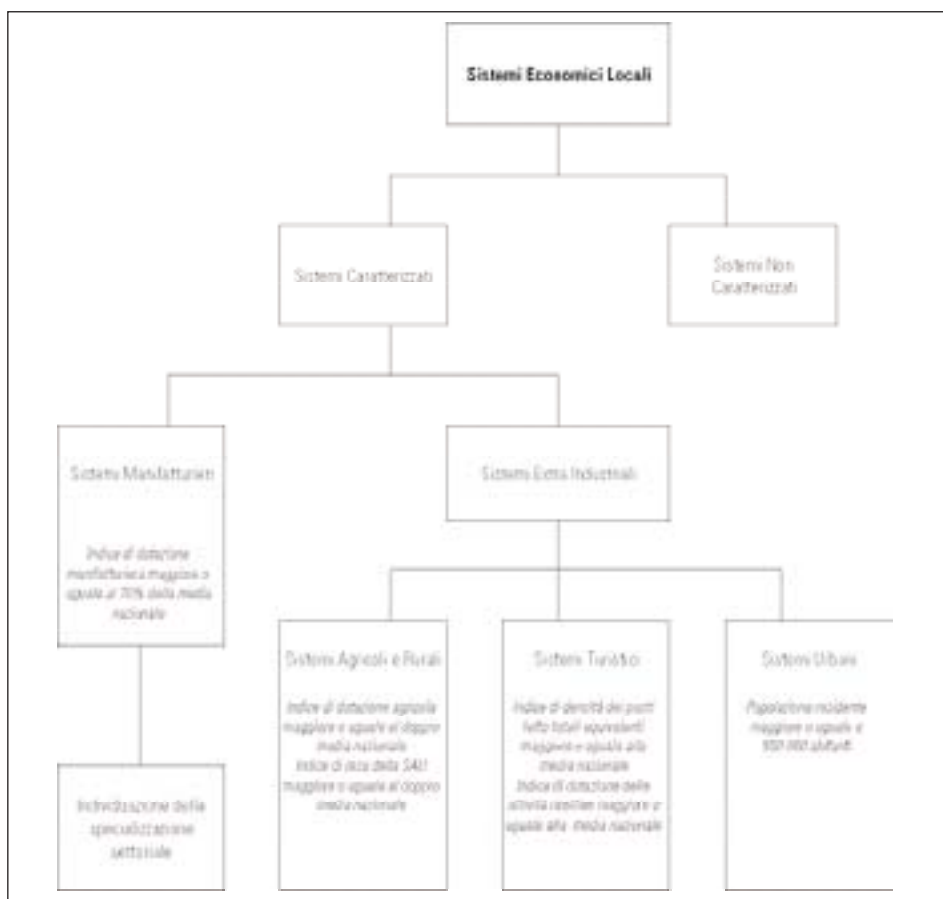 Sistemi Economici Locali
Sistemi Caratterizzati
Sistemi Non
Caratterizzati
Sistemi Manifatturieri
Indice di dotazione
manifatturiera maggiore o
uguale al 70% della media
nazionale
Sistemi Extra Industriali
Sistemi Agricoli e Rurali
Indice di dotazione agricola
maggiore o uguale al doppio
media nazionale
Indice di resa della SAU
maggiore o uguale al doppio
media nazionale
Sistemi Turistici
Indice di densità dei posti
letto totali equivalenti
maggiore o uguale alla
media nazionale
Indice di dotazione delle
attività ricettive maggiore o
uguale alla media nazionale
Sistemi Urbani
Popolazione residente
maggiore o uguale a
abitanti
Individuazione della
specializzazione
settoriale